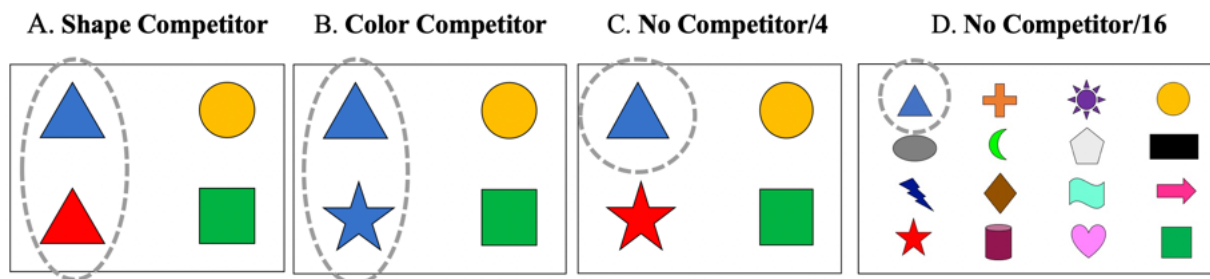 A. Shape Competitor
B. Color Competitor
C. No Competitor/4
D. No Competitor/16